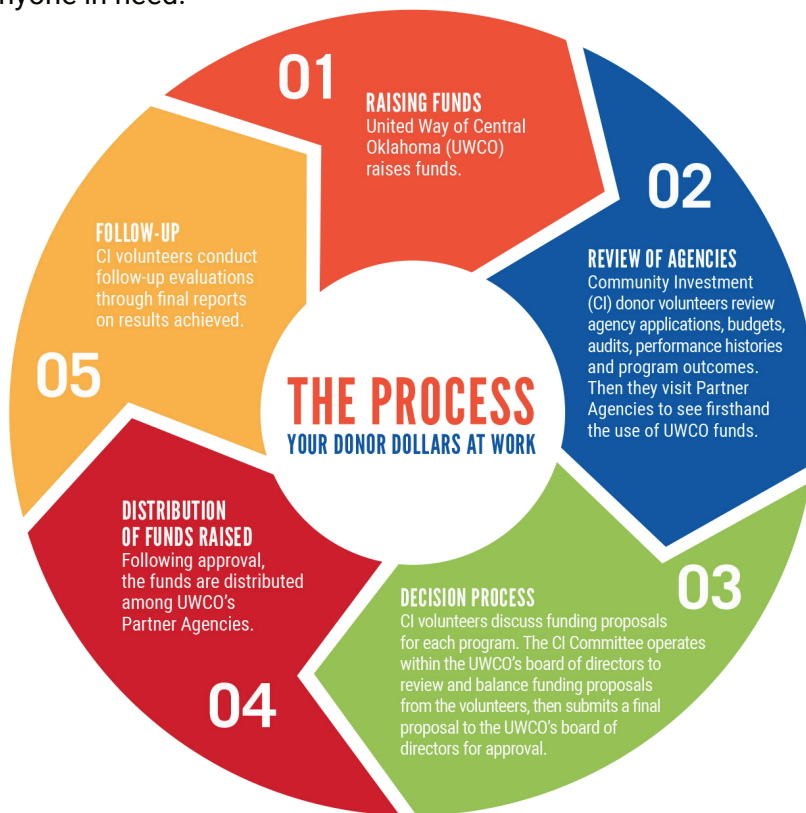 nyone in need.
01
RAISING FUNDS
United Way of Central
Oklahoma (UWCO)
raises funds.
02
REVIEW OF AGENCIES
Community Investment
(CI) donor volunteers review
agency applications, budgets,
audits, performance histories
and program outcomes.
Then they visit Partner
Agencies to see firsthand
the use of UWCO funds.
THE PROCESS
YOUR DONOR DOLLARS AT WORK
03
DECISION PROCESS
CI volunteers discuss funding proposals
for each program. The CI Committee operates
within the UWCO's board of directors to
review and balance funding proposals
from the volunteers, then submits a final
proposal to the UWCO's board of
directors for approval.
DISTRIBUTION
OF FUNDS RAISED
Following approval,
the funds are distributed
among UWCO's
Partner Agencies.
04
FOLLOW-UP
CI volunteers conduct
follow-up evaluations
through final reports
on results achieved.
05